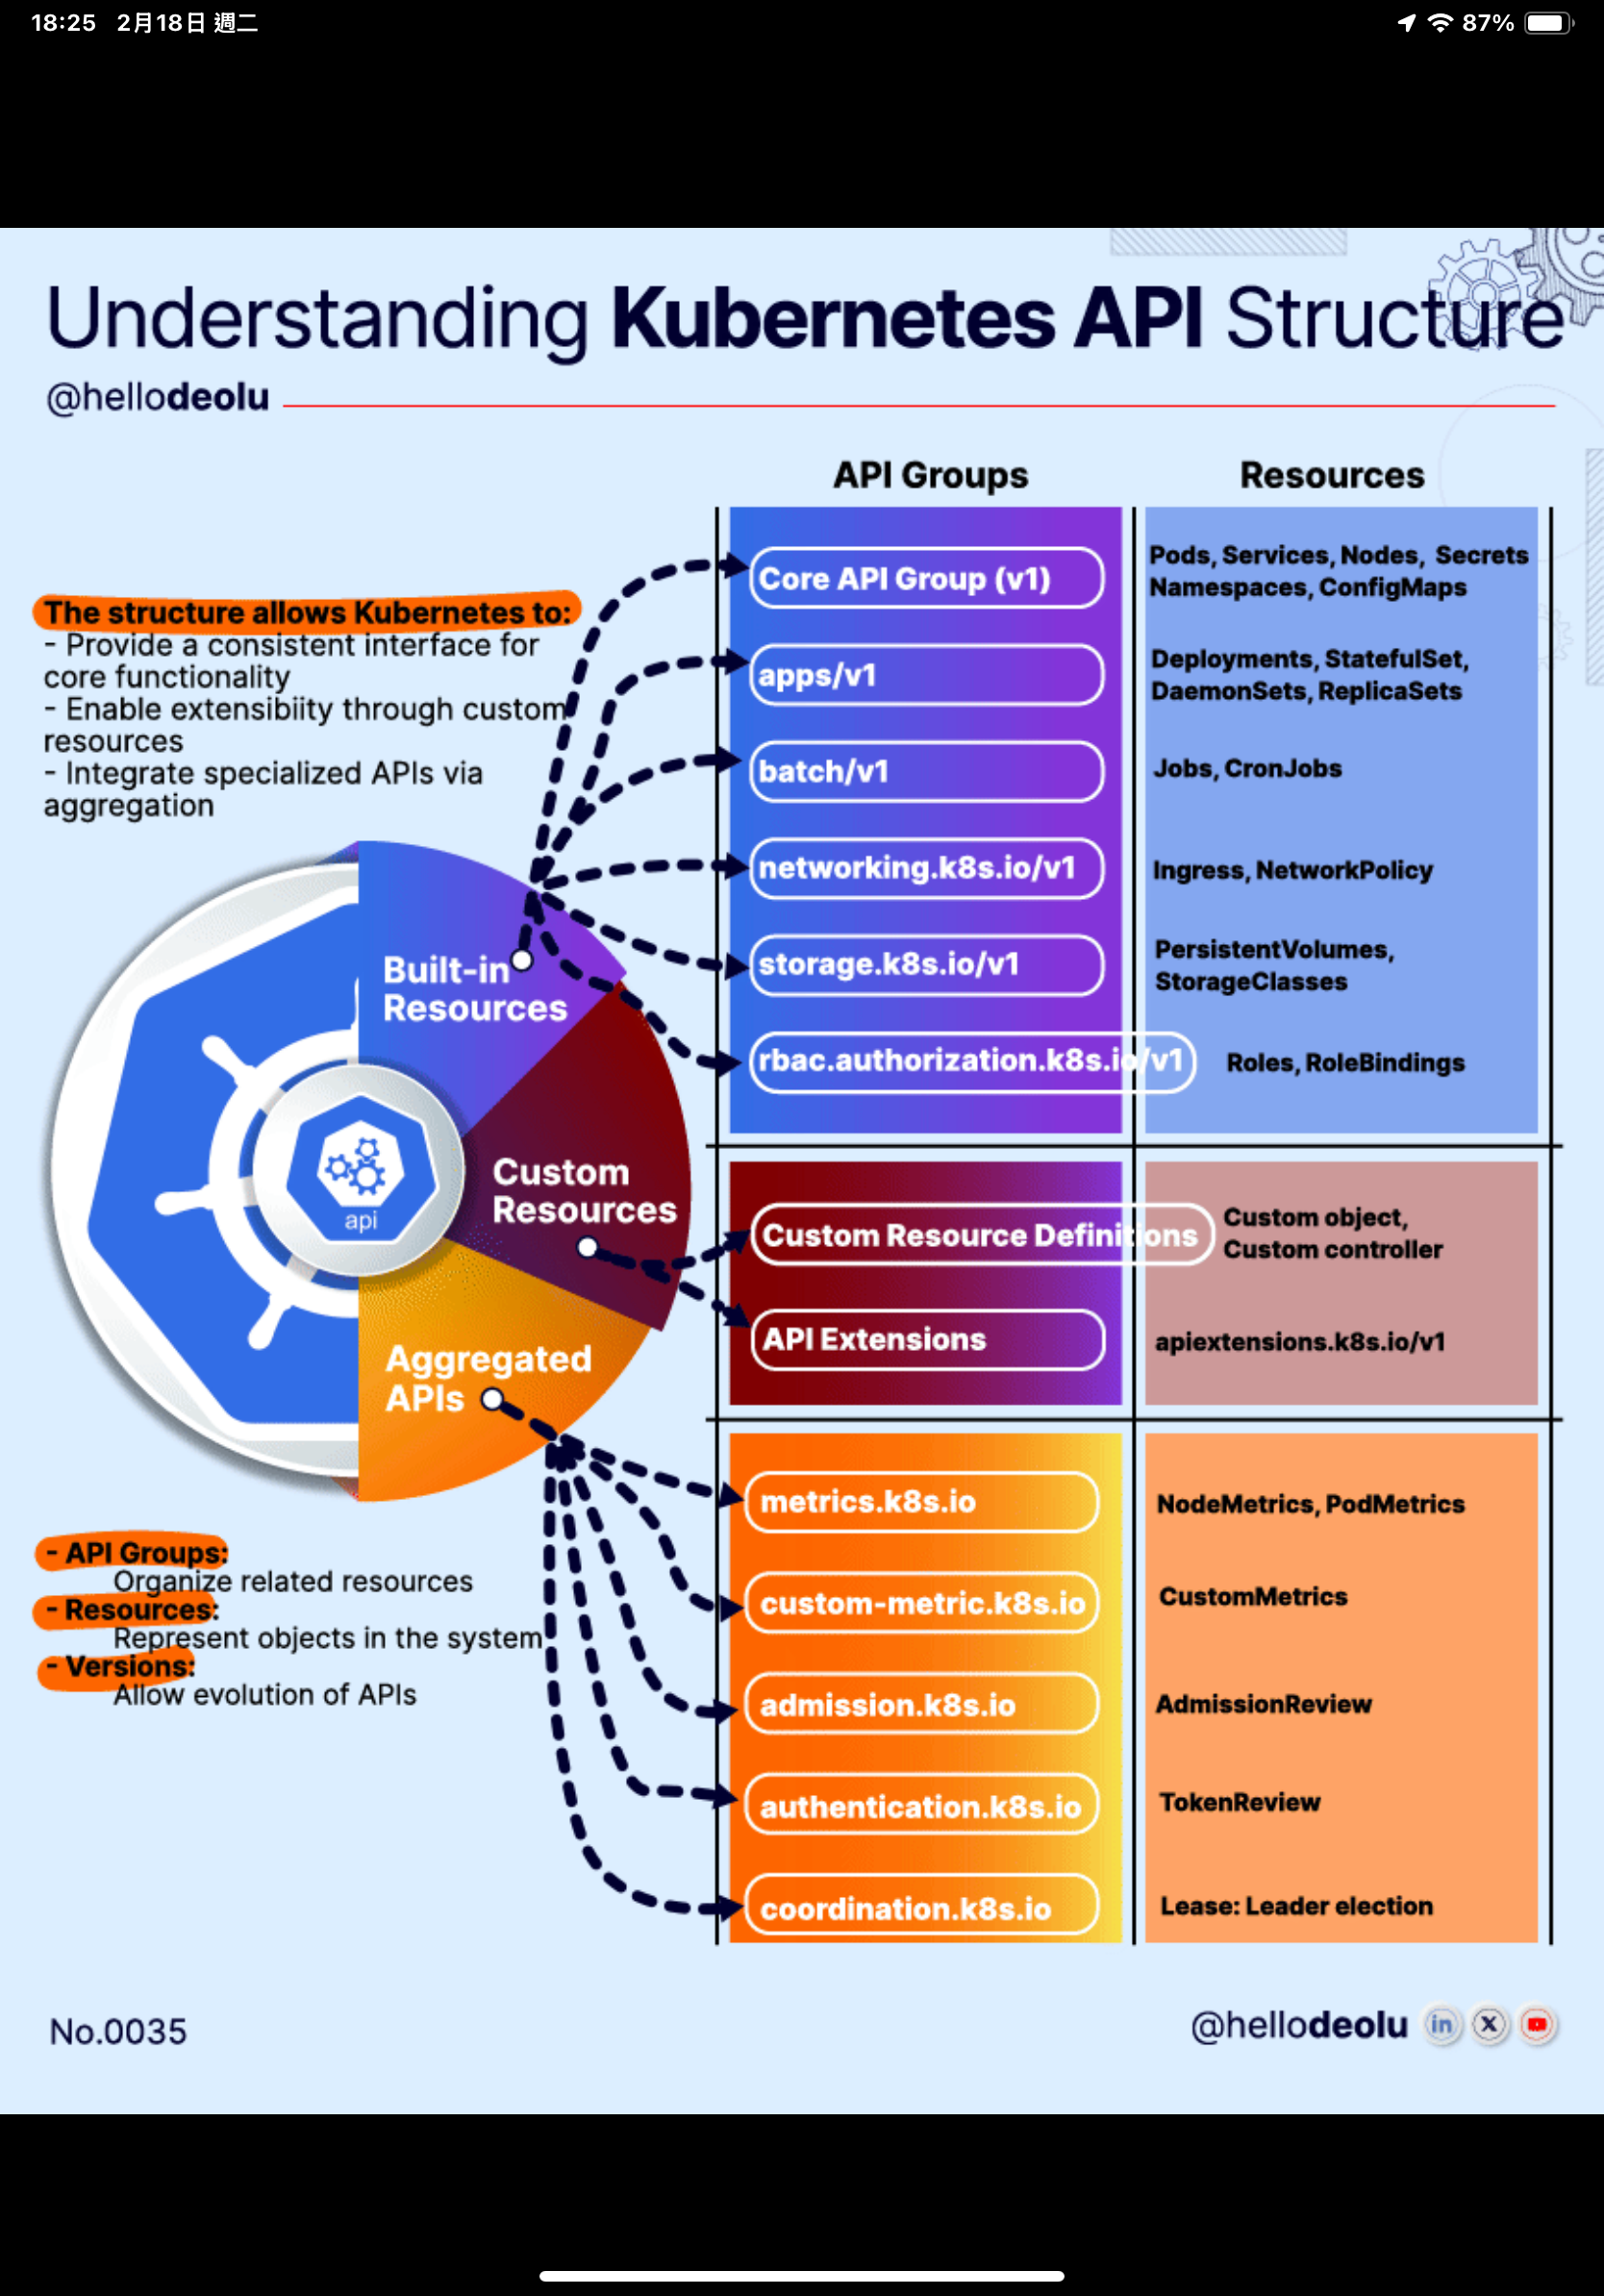 18:25 2月18日 週二
87%
Understanding Kubernetes API Structure
@hellodeolu
API Groups
Resources
The structure allows Kubernetes to:
- Provide a consistent interface for
core functionality
- Enable extensibiity through custom
resources
- Integrate specialized APIs via
aggregation
Built-in
Resources
Custom
Resources
Aggregated
APIs
api
Core API Group (v1)
Pods, Services, Nodes, Secrets
Namespaces, ConfigMaps
apps/v1
Deployments, StatefulSet,
DaemonSets, ReplicaSets
batch/v1
Jobs, CronJobs
networking.k8s.io/v1
Ingress, NetworkPolicy
storage.k8s.io/v1
PersistentVolumes,
StorageClasses
rbac.authorization.k8s.io/v1
Roles, RoleBindings
Custom Resource Definitions
Custom object,
Custom controller
API Extensions
apiextensions.k8s.io/v1
metrics.k8s.io
NodeMetrics, PodMetrics
custom-metric.k8s.io
CustomMetrics
admission.k8s.io
AdmissionReview
authentication.k8s.io
TokenReview
coordination.k8s.io
Lease: Leader election
- API Groups:
Organize related resources
- Resources:
Represent objects in the system
- Versions:
Allow evolution of APIs
No.0035
@hellodeolu in X